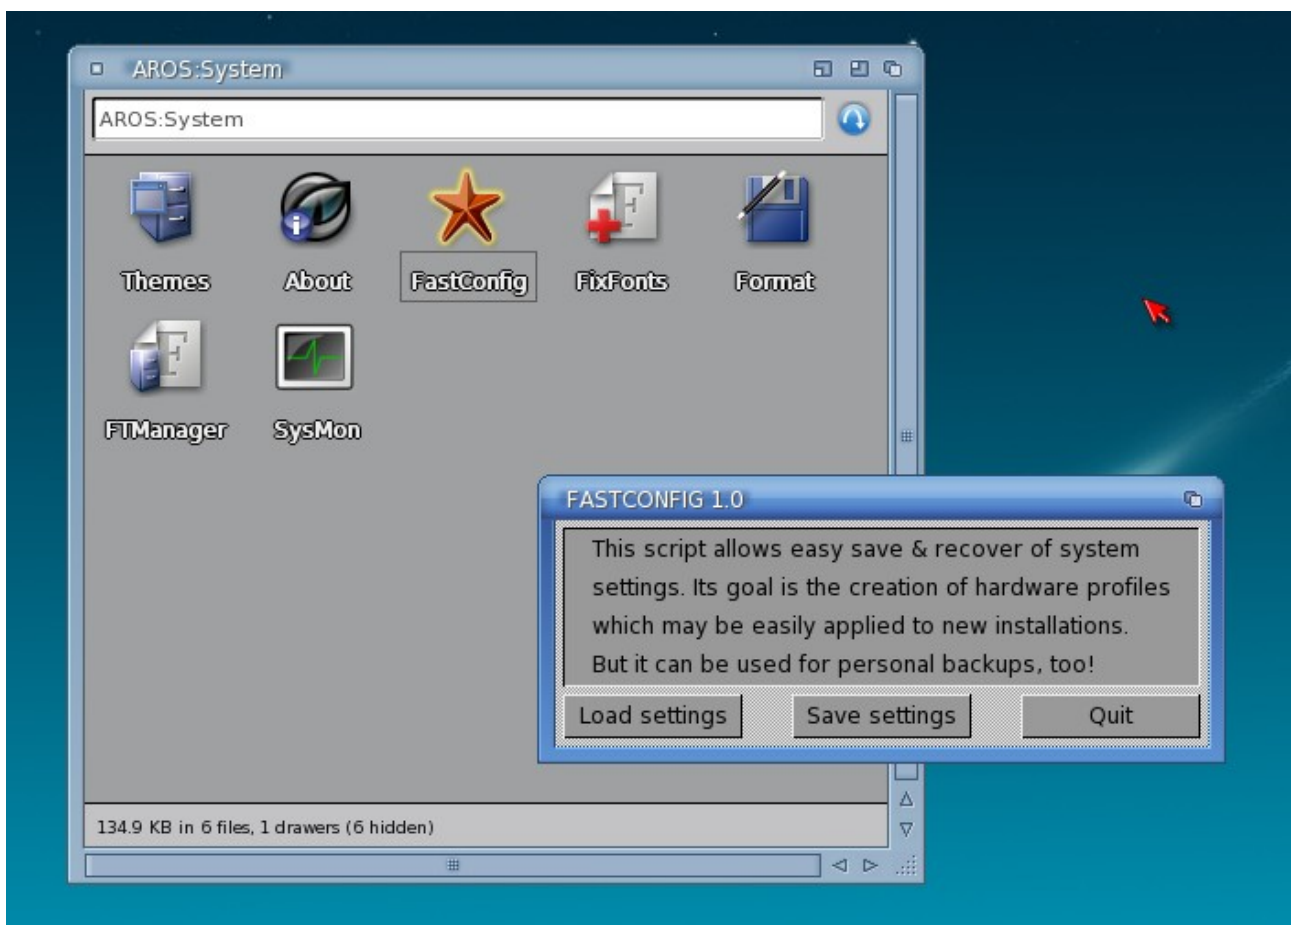 AROS:System
AROS:System
Themes About FastConfig FixFonts Format
FTManager SysMon
FASTCONFIG 1.0
This script allows easy save & recover of system
settings. Its goal is the creation of hardware profiles
which may be easily applied to new installations.
But it can be used for personal backups, too!
Load settings Save settings Quit
134.9 KB in 6 files, 1 drawers (6 hidden)